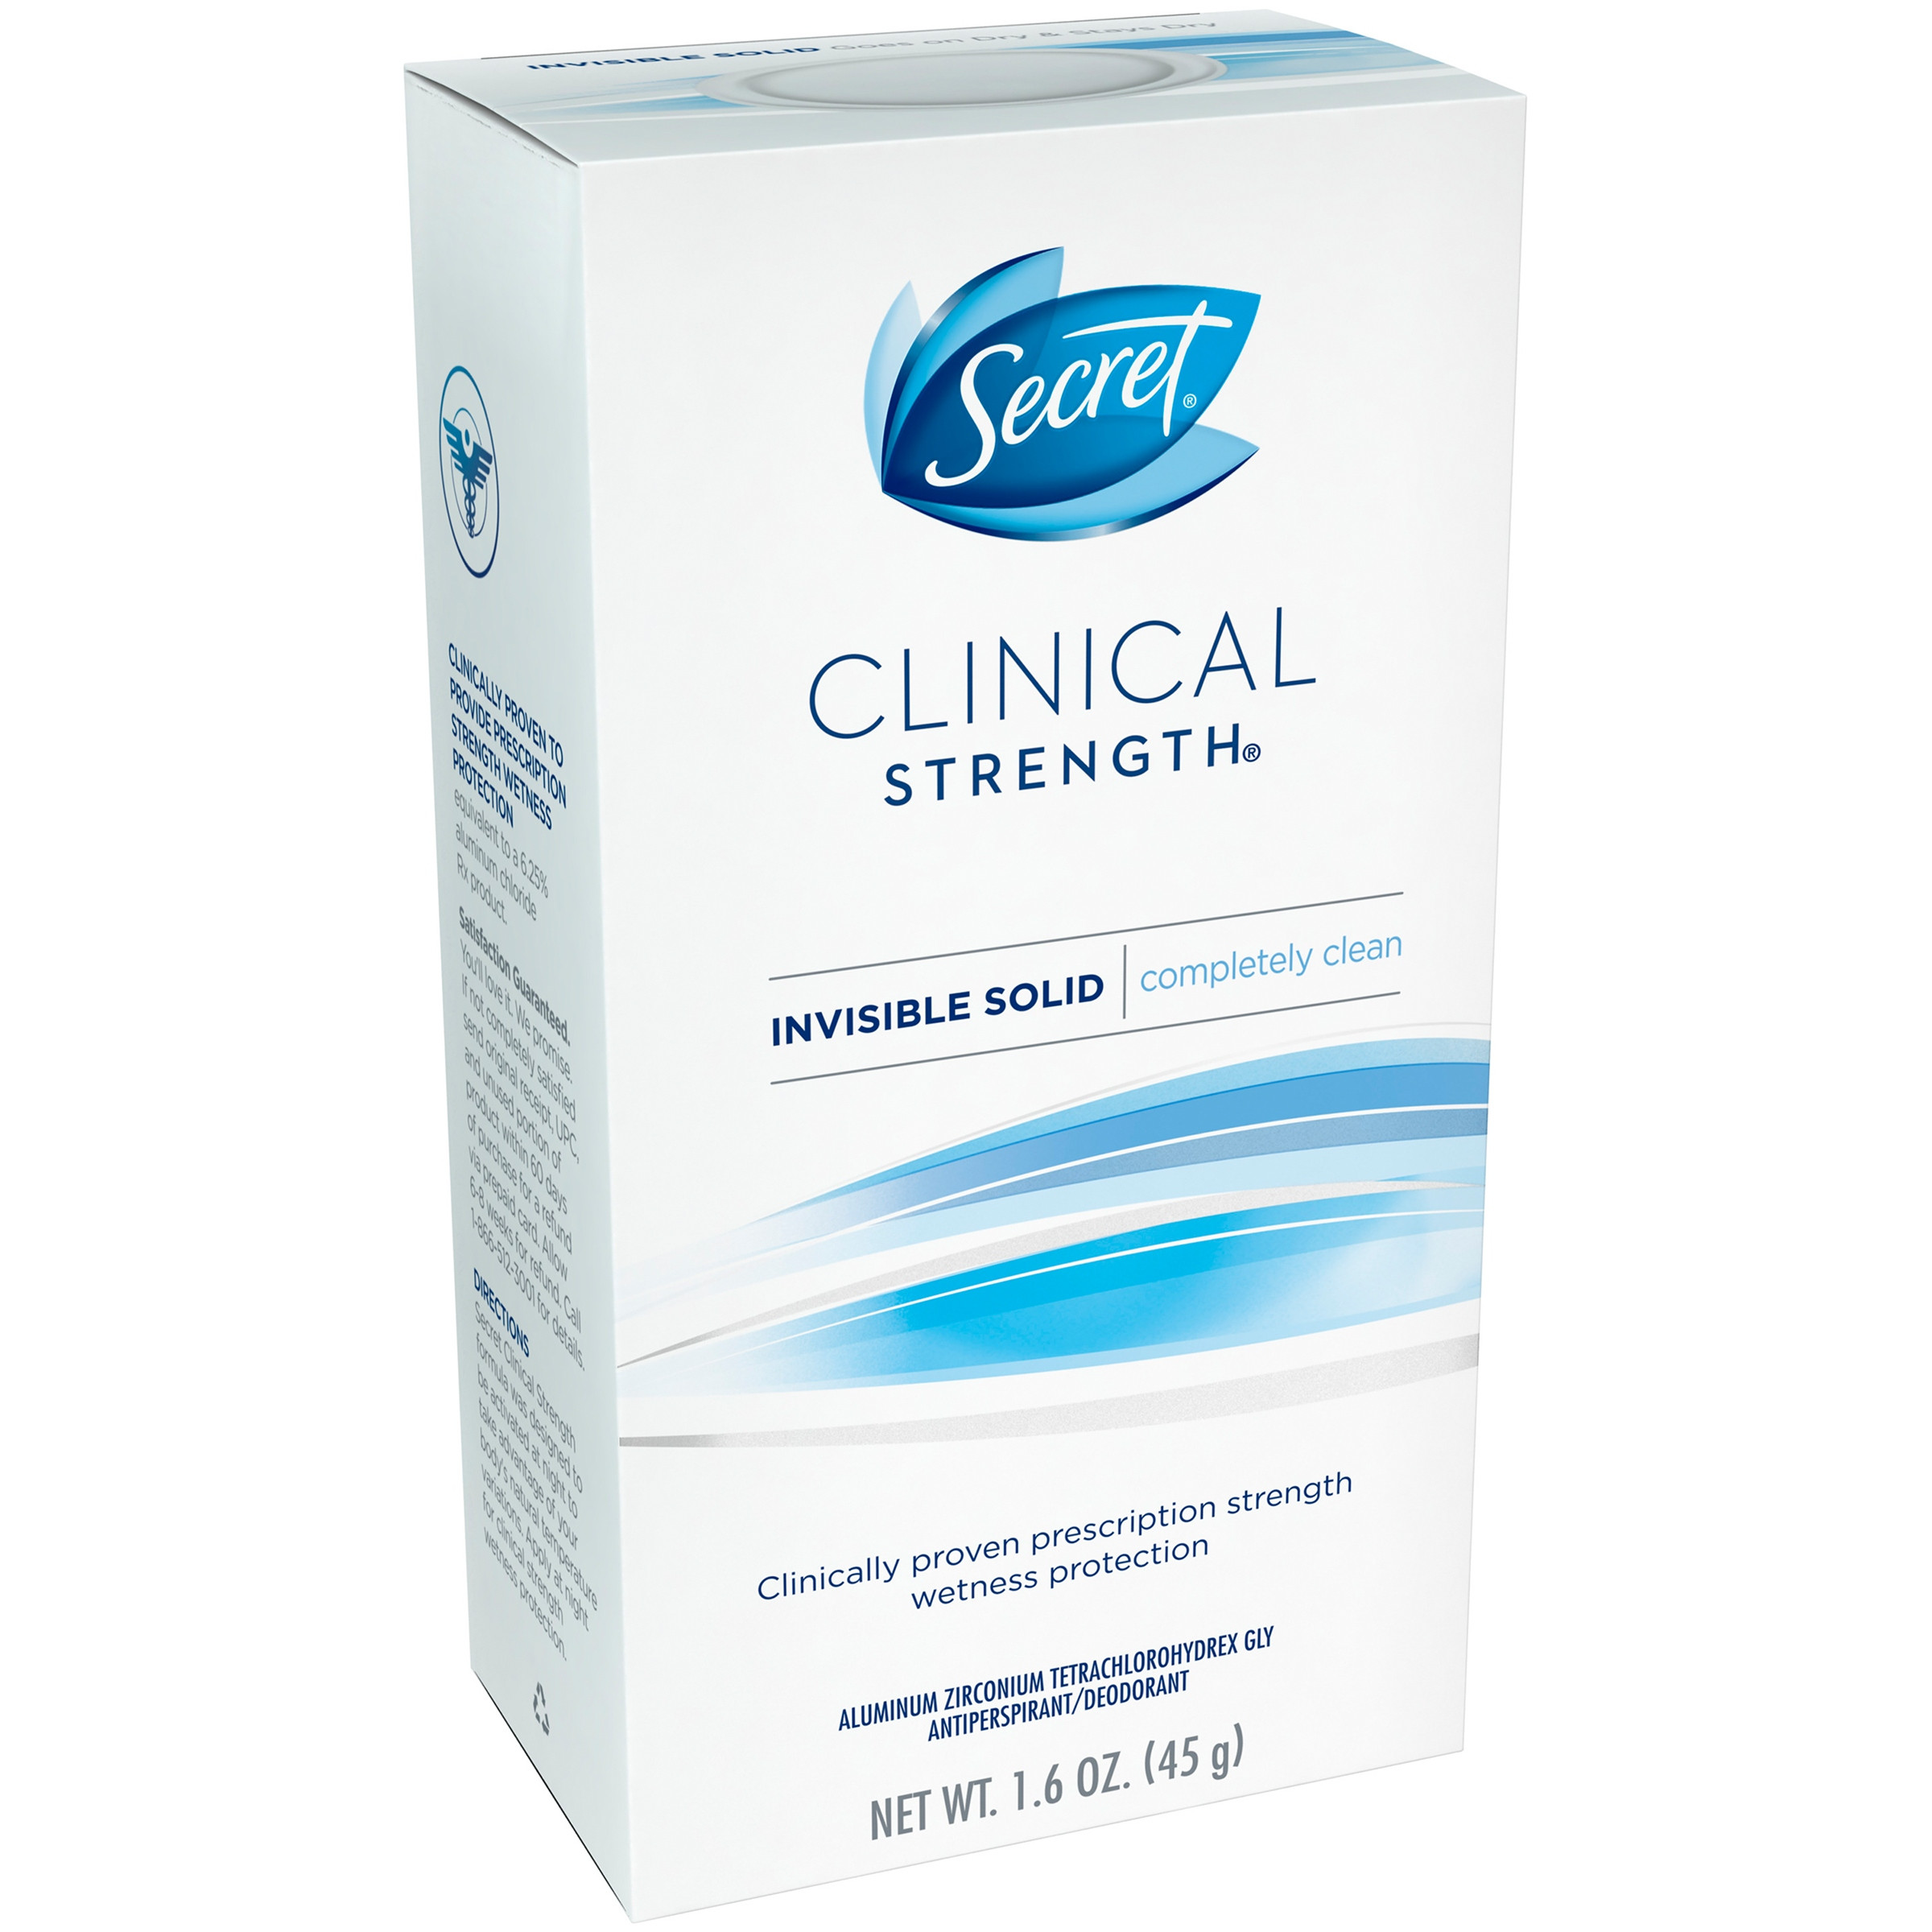 INVISIBLE SOLID Goes on Dry & Stays Dry
Secret®
CLINICAL
STRENGTH®
INVISIBLE SOLID | completely clean
Clinically proven prescription strength
wetness protection
ALUMINUM ZIRCONIUM TETRACHLOROHYDREX GLY
ANTIPERSPIRANT/DEODORANT
NET WT. 1.6 OZ. (45 g)
CLINICALLY PROVEN TO
PROVIDE PRESCRIPTION
STRENGTH WETNESS
PROTECTION
equivalent to a 6.25%
aluminum chloride
Rx product.
Satisfaction Guaranteed.
You'll love it. We promise.
If not completely satisfied
send original receipt, UPC,
and unused portion of
product within 60 days
of purchase for a refund
via prepaid card. Allow
6-8 weeks for refund. Call
1-866-512-3001 for details.
DIRECTIONS
Secret Clinical Strength
formula was designed to
be activated at night to
take advantage of your
body's natural temperature
variations. Apply at night
for clinical strength
wetness protection.